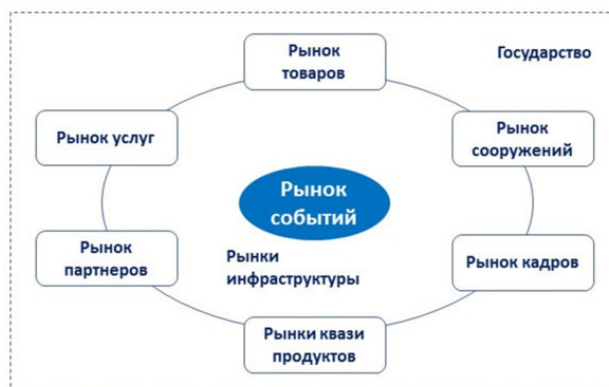 Рынок
товаров
Государство
Рынок услуг
Рынок
сооружений
Рынок
событий
Рынок
партнеров
Рынки
инфраструктуры
Рынок кадров
Рынки квази
продуктов